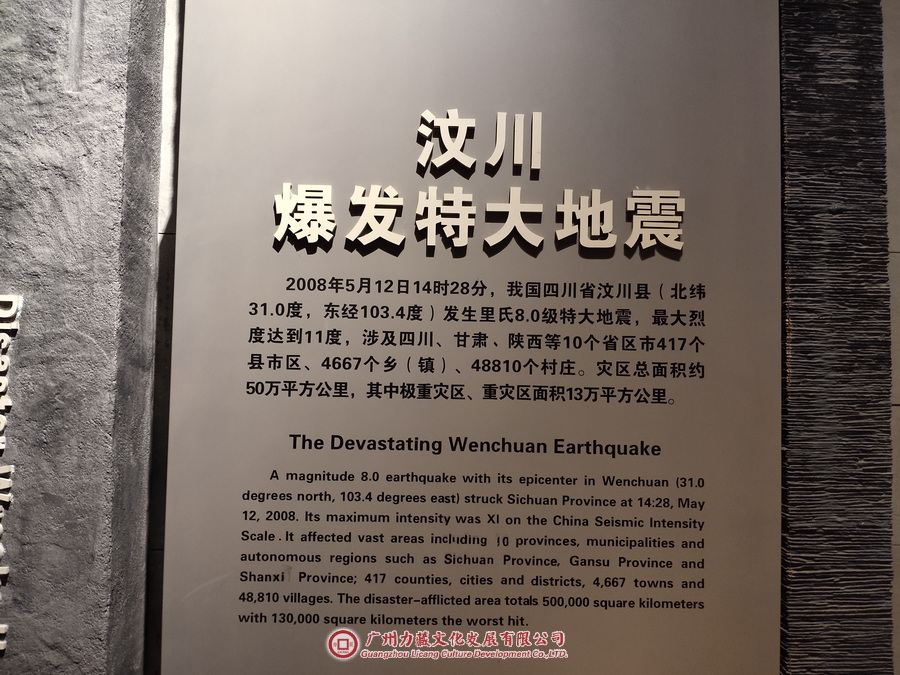 汶川
爆发特大地震
2008年5月12日14时28分，我国四川省汶川县（北纬
31.0度，东经103.4度）发生里氏8.0级特大地震，最大烈
度达到11度，涉及四川、甘肃、陕西等10个省区市417个
县市区、4667个乡（镇）、48810个村庄。灾区总面积约
50万平方公里，其中极重灾区、重灾区面积13万平方公里。
The Devastating Wenchuan Earthquake
A magnitude 8.0 earthquake with its epicenter in Wenchuan (31.0
degrees north, 103.4 degrees east) struck Sichuan Province at 14:28, May
12, 2008. Its maximum intensity was XI on the China Seismic Intensity
Scale. It affected vast areas including 10 provinces, municipalities and
autonomous regions such as Sichuan Province, Gansu Province and
Shanxi Province; 417 counties, cities and districts, 4,667 towns and
48,810 villages. The disaster-afflicted area totals 500,000 square kilometers
with 130,000 square kilometers the worst hit.
广州力藏文化发展有限公司
Guangzhou Licang Culture Development Co.,LTD.